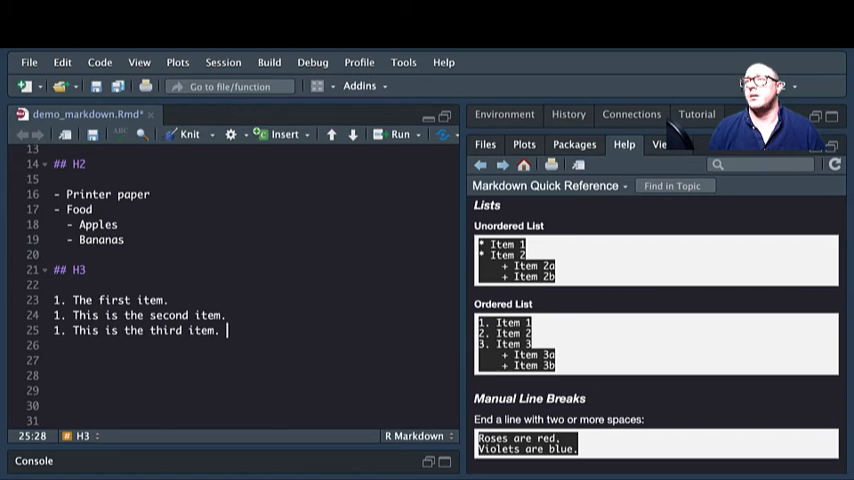 File Edit Code View Plots Session Build Debug Profile Tools Help
Go to file/function Addins
demo_markdown.Rmd*
Knit Insert Run
13
14 ## H2
15
16 - Printer paper
17 - Food
18 - Apples
19 - Bananas
20
21 ## H3
22
23 1. The first item.
24 1. This is the second item.
25 1. This is the third item.
26
27
28
29
30
31
25:28 # H3 R Markdown
Console
Environment History Connections Tutorial
Files Plots Packages Help
Markdown Quick Reference Find in Topic
Lists
Unordered List
* Item 1
* Item 2
+ Item 2a
+ Item 2b
Ordered List
1. Item 1
2. Item 2
3. Item 3
+ Item 3a
+ Item 3b
Manual Line Breaks
End a line with two or more spaces:
Roses are red,
Violets are blue.